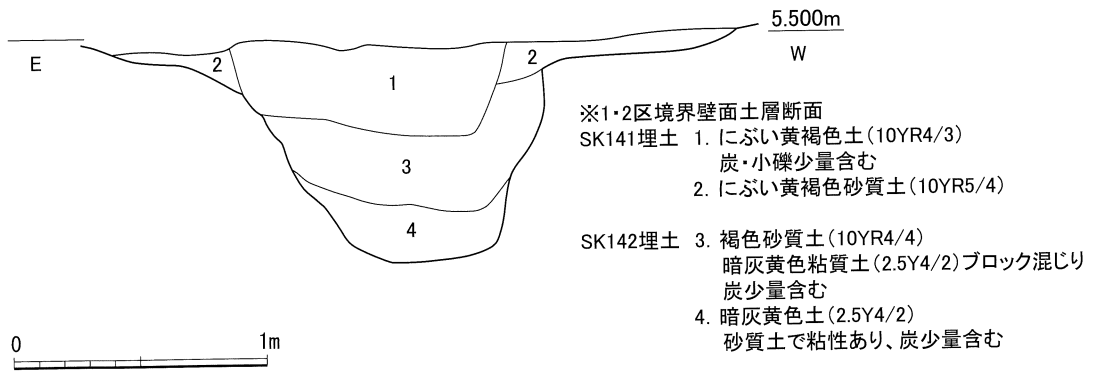 5.500m
E
W
2
1
2
3
4
※1・2区境界壁面土層断面
SK141埋土 1. にぶい黄褐色土(10YR4/3)
炭・小礫少量含む
2. にぶい黄褐色砂質土(10YR5/4)
SK142埋土 3. 褐色砂質土(10YR4/4)
暗灰黄色粘質土(2.5Y4/2)ブロック混じり
炭少量含む
4. 暗灰黄色土(2.5Y4/2)
砂質土で粘性あり、炭少量含む
0 1m